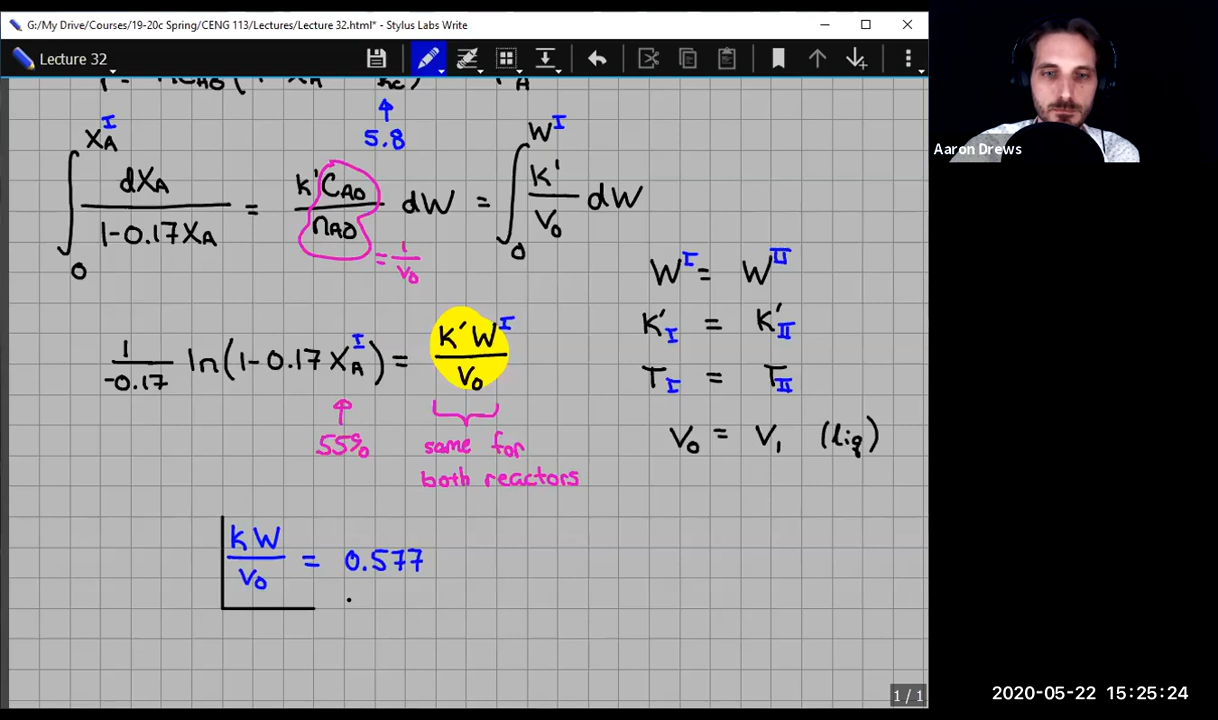 G:/My Drive/Courses/19-20c Spring/CENG 113/Lectures/Lecture 32.html* - Stylus Labs Write
Lecture 32
5.8
∫₀^{X_A^I} dX_A / (1-0.17X_A) = k' C_A0 / n_A0 dW = ∫₀^{W^I} k' / V_0 dW
= 1/V_0
W^I = W^II
k'_I = k'_II
T_I = T_II
V_0 = V_1 (liq)
1/-0.17 ln(1-0.17 X_A^I) = k'W^I / V_0
55%
same for
both reactors
kW / V_0 = 0.577
Aaron Drews
1 / 1
2020-05-22 15:25:24